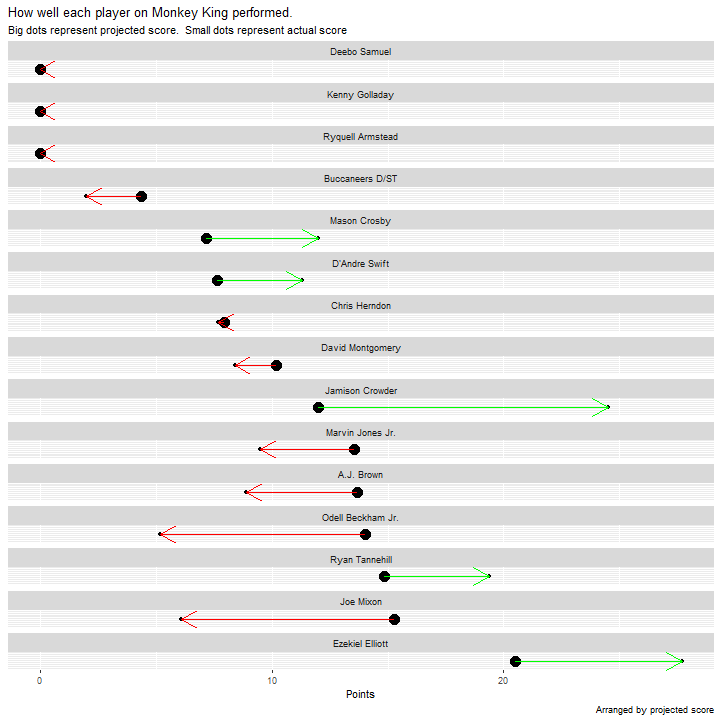 How well each player on Monkey King performed.
Big dots represent projected score.  Small dots represent actual score
Deebo Samuel
Kenny Golladay
Ryquell Armstead
Buccaneers D/ST
Mason Crosby
D'Andre Swift
Chris Herndon
David Montgomery
Jamison Crowder
Marvin Jones Jr.
A.J. Brown
Odell Beckham Jr.
Ryan Tannehill
Joe Mixon
Ezekiel Elliott
0 10 20
Points
Arranged by projected score